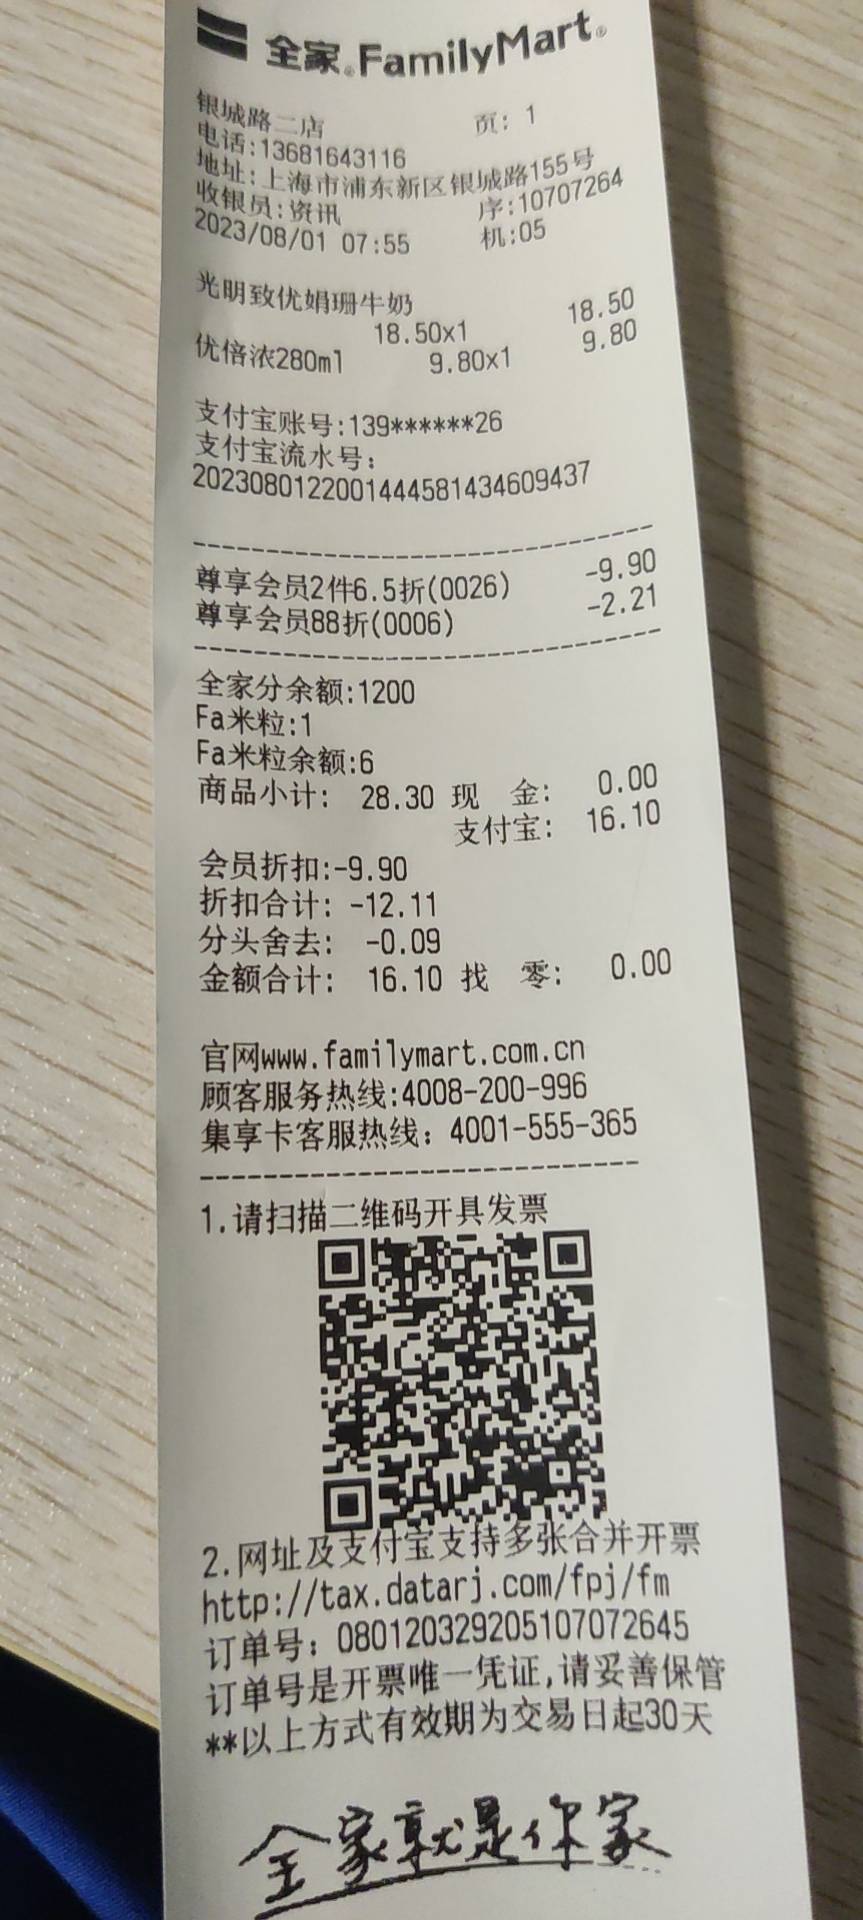 全家 FamilyMart
银城路二店 页: 1
电话:13681643116
地址:上海市浦东新区银城路155号
收银员:资讯 序:10707264
2023/08/01 07:55 机:05
光明致优娟珊牛奶
18.50x1 18.50
优倍浓280ml 9.80x1 9.80
支付宝账号:139******26
支付宝流水号:
2023080122001444581434609437
尊享会员2件6.5折(0026) -9.90
尊享会员88折(0006) -2.21
全家分余额:1200
Fa米粒:1
Fa米粒余额:6
商品小计: 28.30 现 金: 0.00
支付宝: 16.10
会员折扣:-9.90
折扣合计: -12.11
分头舍去: -0.09
金额合计: 16.10 找 零: 0.00
官网www.familymart.com.cn
顾客服务热线:4008-200-996
集享卡客服热线: 4001-555-365
1.请扫描二维码开具发票
2.网址及支付宝支持多张合并开票
http://tax.datarj.com/fpj/fm
订单号: 080120329205107072645
订单号是开票唯一凭证,请妥善保管
**以上方式有效期为交易日起30天
全家就是你家